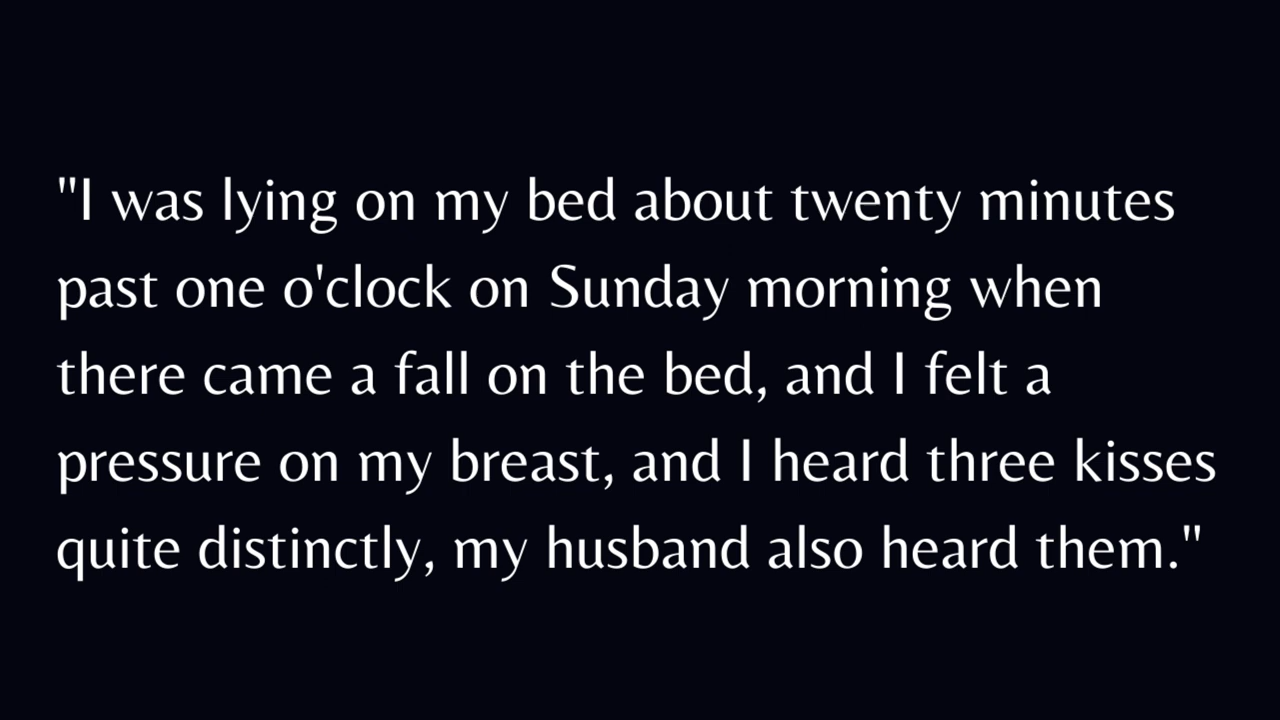 "I was lying on my bed about twenty minutes
past one o'clock on Sunday morning when
there came a fall on the bed, and I felt a
pressure on my breast, and I heard three kisses
quite distinctly, my husband also heard them."